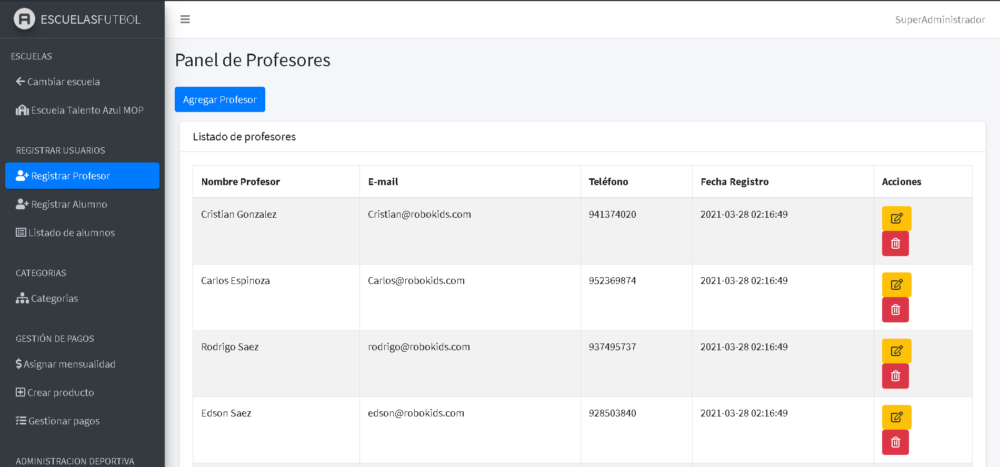 ESCUELASFUTBOL
SuperAdministrador
ESCUELAS
Cambiar escuela
Escuela Talento Azul MOP
REGISTRAR USUARIOS
Registrar Profesor
Registrar Alumno
Listado de alumnos
CATEGORIAS
Categorias
GESTIÓN DE PAGOS
Asignar mensualidad
Crear producto
Gestionar pagos
ADMINISTRACION DEPORTIVA
Panel de Profesores
Agregar Profesor
Listado de profesores
Nombre Profesor E-mail Teléfono Fecha Registro Acciones
Cristian Gonzalez Cristian@robokids.com 941374020 2021-03-28 02:16:49
Carlos Espinoza Carlos@robokids.com 952369874 2021-03-28 02:16:49
Rodrigo Saez rodrigo@robokids.com 937495737 2021-03-28 02:16:49
Edson Saez edson@robokids.com 928503840 2021-03-28 02:16:49